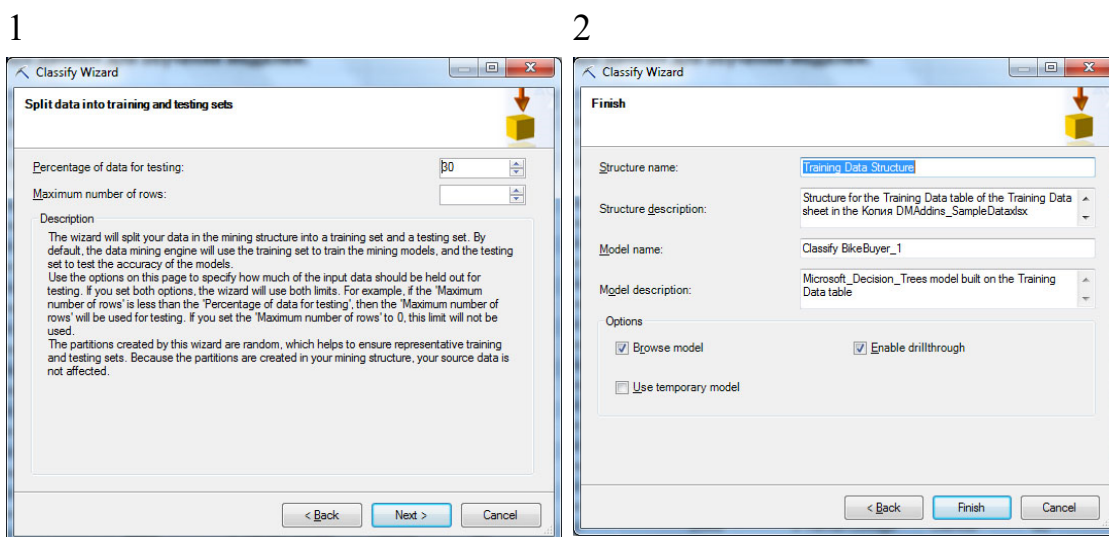 1
2
Classify Wizard
Split data into training and testing sets
Percentage of data for testing:
30
Maximum number of rows:
Description
The wizard will split your data in the mining structure into a training set and a testing set. By
default, the data mining engine will use the training set to train the mining models, and the testing
set to test the accuracy of the models.
Use the options on this page to specify how much of the input data should be held out for
testing. If you set both options, the wizard will use both limits. For example, if the 'Maximum
number of rows' is less than the 'Percentage of data for testing', then the 'Maximum number of
rows' will be used for testing. If you set the 'Maximum number of rows' to 0, this limit will not be
used.
The partitions created by this wizard are random, which helps to ensure representative training
and testing sets. Because the partitions are created in your mining structure, your source data is
not affected.
< Back
Next >
Cancel
Classify Wizard
Finish
Structure name:
Training Data Structure
Structure description:
Structure for the Training Data table of the Training Data
sheet in the Копия DMAddins_SampleDataxlsx
Model name:
Classify BikeBuyer_1
Model description:
Microsoft_Decision_Trees model built on the Training
Data table
Options
Browse model
Enable drillthrough
Use temporary model
< Back
Finish
Cancel